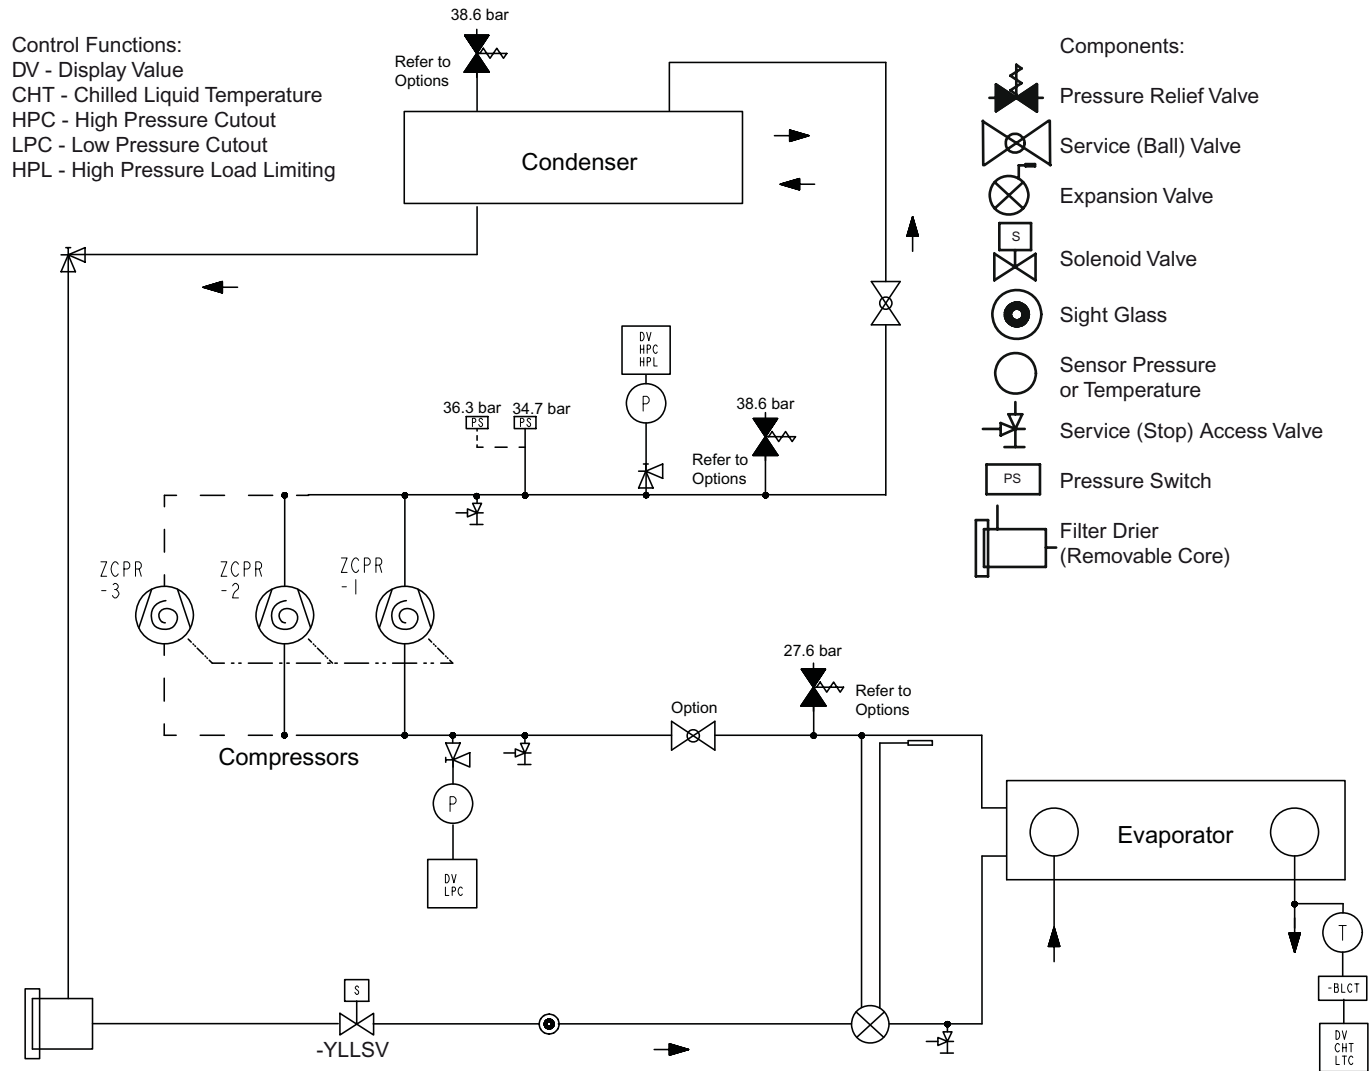 Control Functions:
DV - Display Value
CHT - Chilled Liquid Temperature
HPC - High Pressure Cutout
LPC - Low Pressure Cutout
HPL - High Pressure Load Limiting
38.6 bar
Refer to
Options
Condenser
Components:
Pressure Relief Valve
Service (Ball) Valve
Expansion Valve
S
Solenoid Valve
Sight Glass
Sensor Pressure
or Temperature
Service (Stop) Access Valve
PS
Pressure Switch
Filter Drier
(Removable Core)
DV
HPC
HPL
P
36.3 bar
PS
34.7 bar
PS
38.6 bar
Refer to
Options
ZCPR
-3
ZCPR
-2
ZCPR
-1
Compressors
27.6 bar
Refer to
Options
Option
P
DV
LPC
Evaporator
T
-BLCT
DV
CHT
LTC
S
-YLLSV